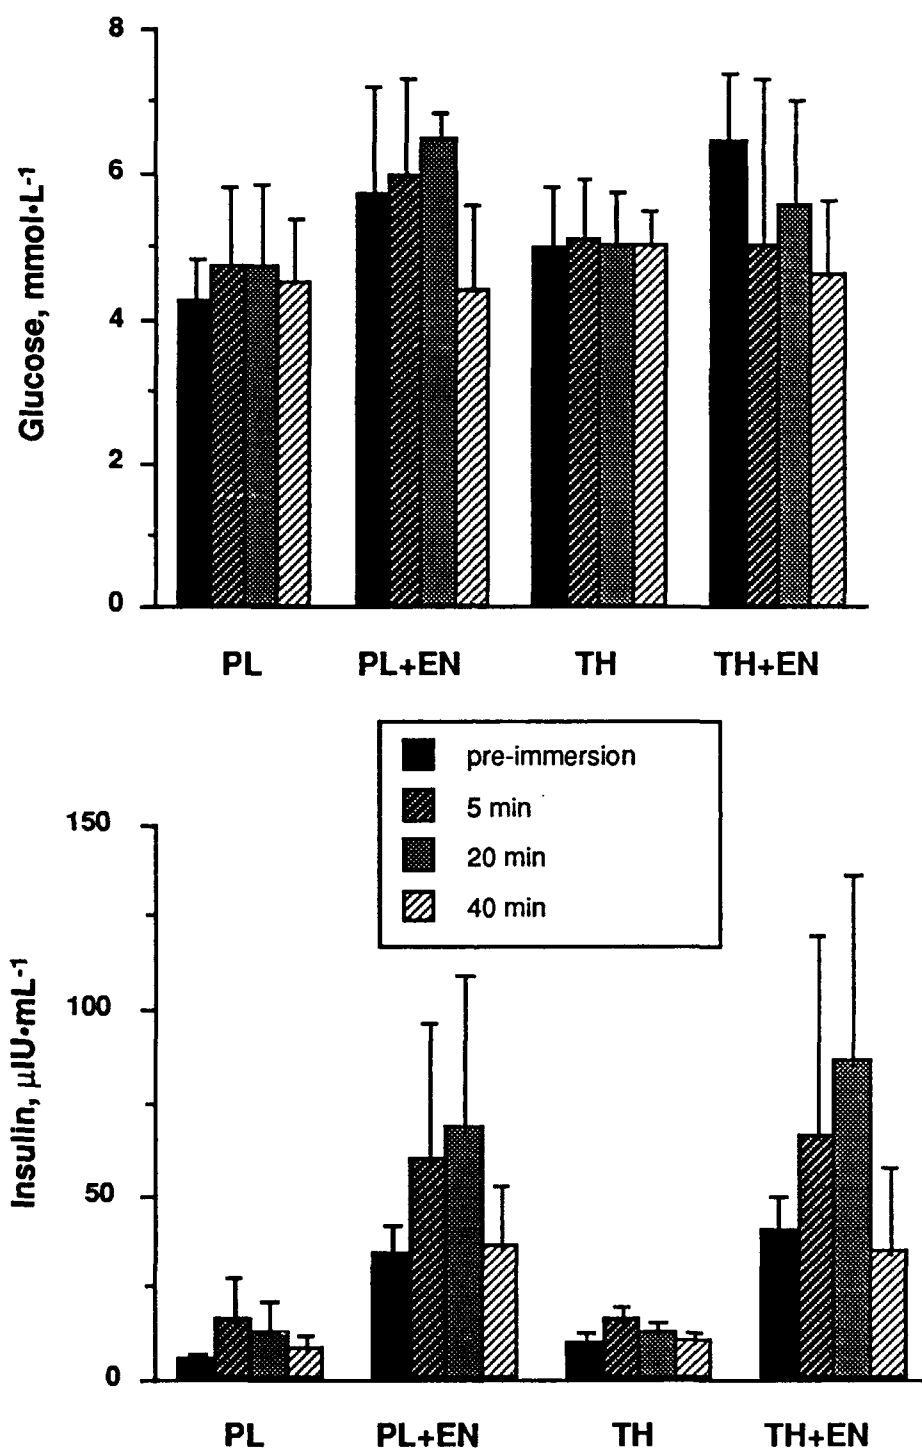 8
6
4
2
0
Glucose, mmol•L-1
PL PL+EN TH TH+EN
pre-immersion
5 min
20 min
40 min
150
100
50
0
Insulin, µIU•mL-1
PL PL+EN TH TH+EN